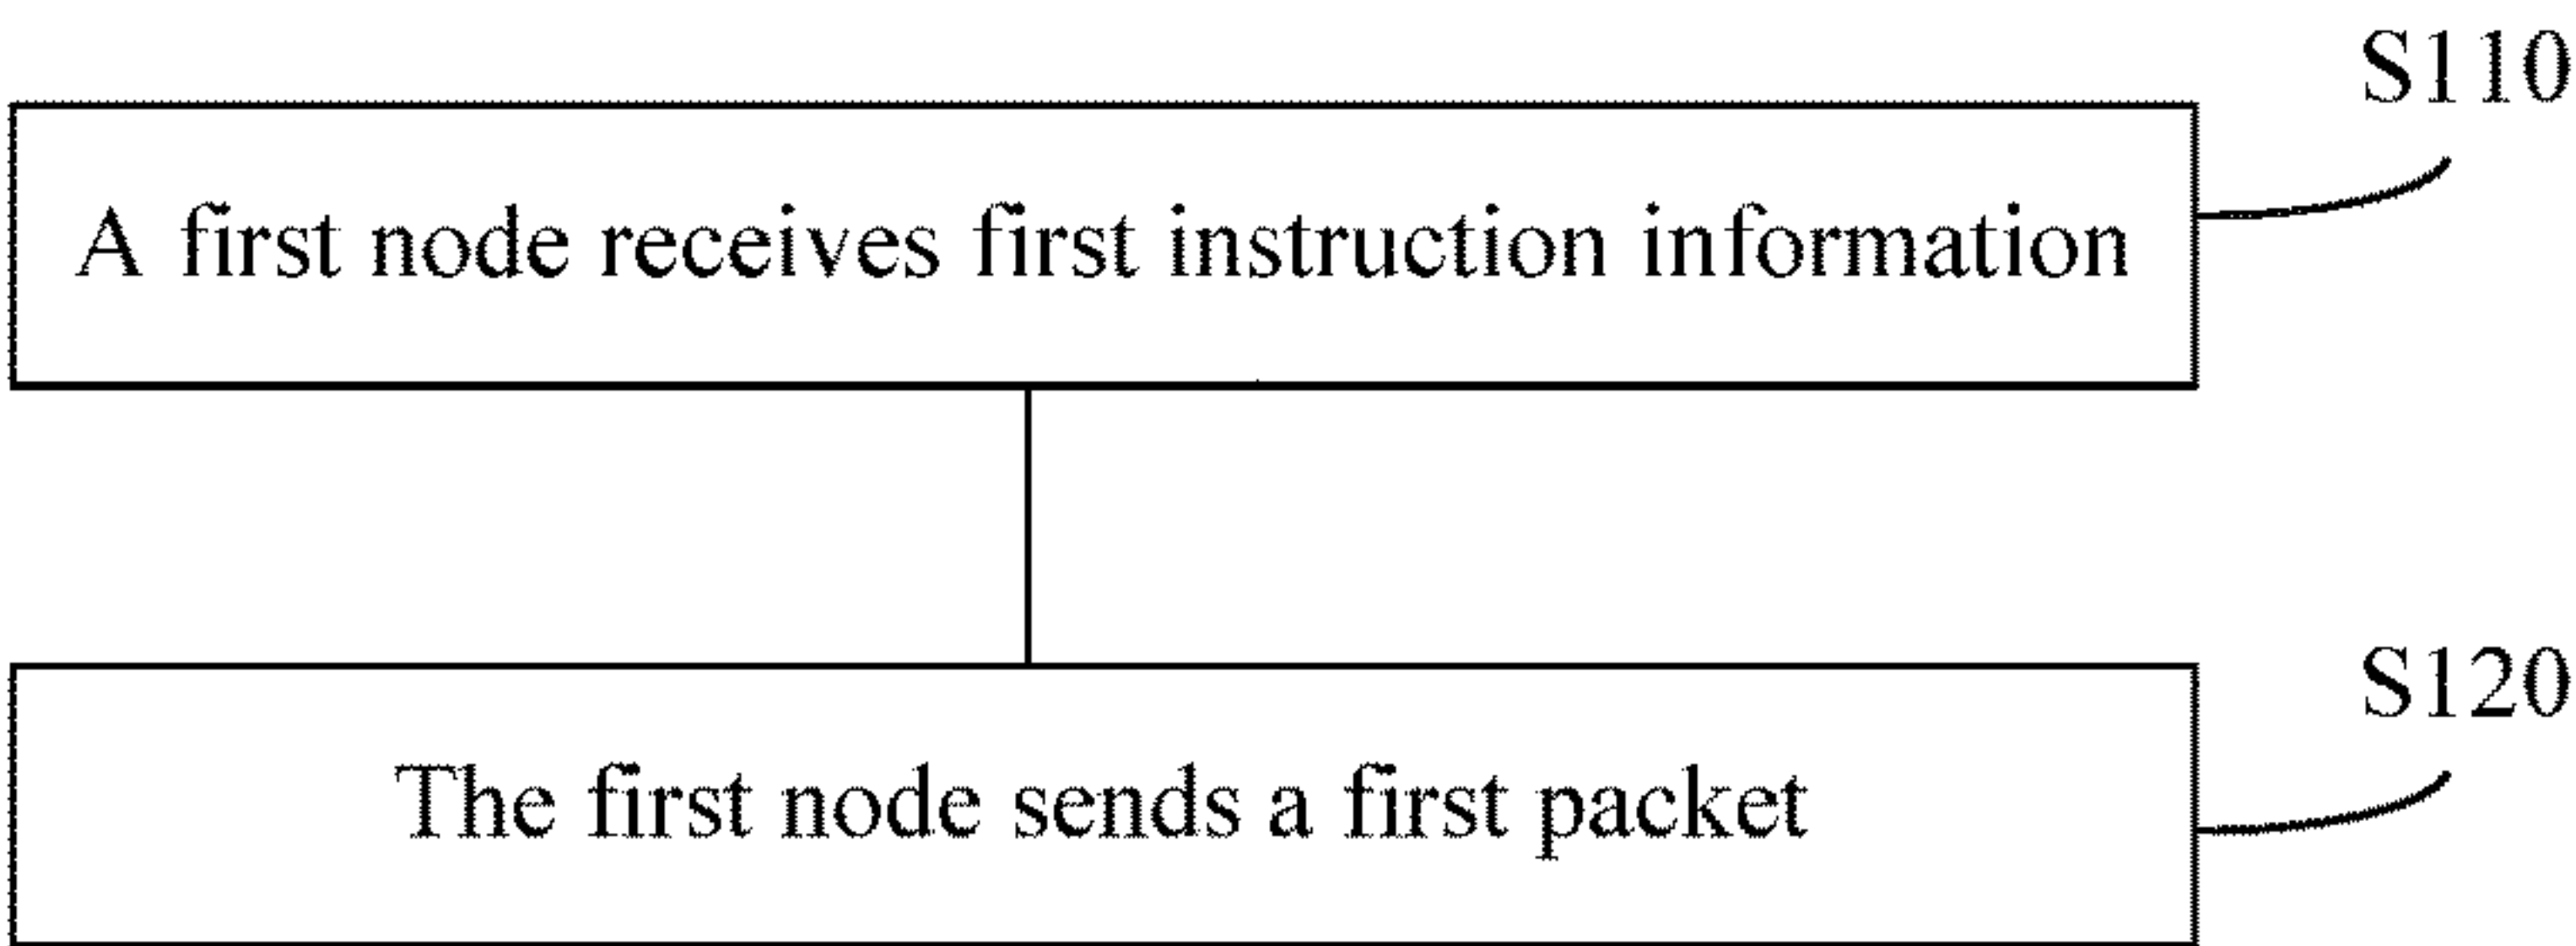 S110
A first node receives first instruction information
S120
The first node sends a first packet